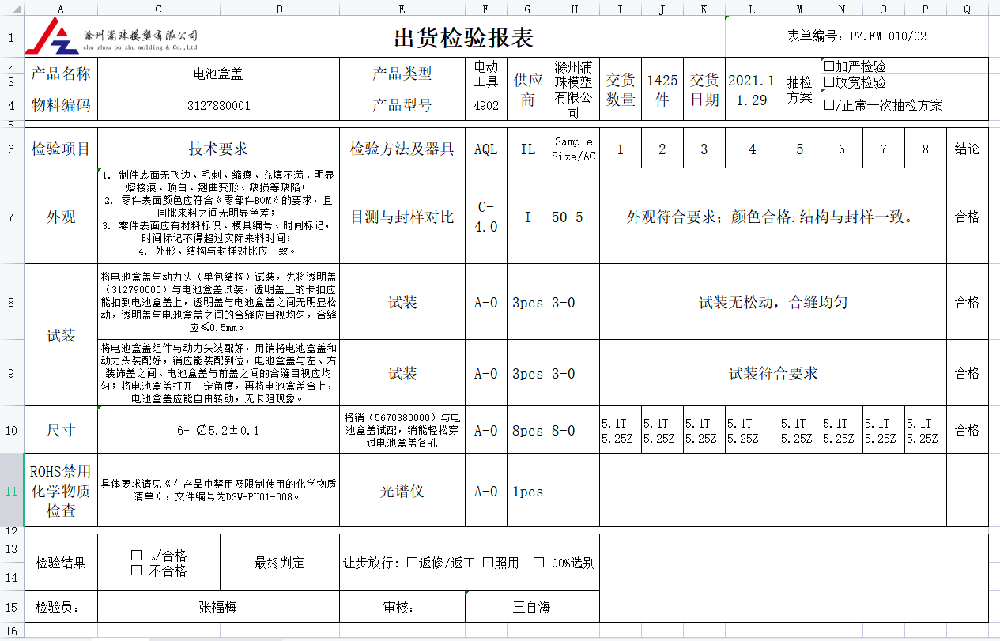 A C D E F G H I J K L M N O P Q
1
滁州浦珠模塑有限公司
chu zhou pu zhu molding & Co.,Ltd
出货检验报表
表单编号: PZ.FM-010/02
2
3
4
产品名称
电池盒盖
产品类型
电动
工具
供应
商
滁州浦
珠模塑
有限公
司
交货
数量
1425
件
交货
日期
2021.1
1.29
抽检
方案
□加严检验
□放宽检验
物料编码
3127880001
产品型号
4902
□/正常一次抽检方案
5
6
检验项目
技术要求
检验方法及器具
AQL
IL
Sample
Size/AC
1 2 3 4 5 6 7 8
结论
7
外观
1. 制件表面无飞边、毛刺、缩瘪、充填不满、明显
熔接痕、顶白、翘曲变形、缺损等缺陷；
2. 零件表面颜色应符合《零部件BOM》的要求，且
同批来料之间无明显色差；
3. 零件表面应有材料标识、模具编号、时间标记，
时间标记不得超过实际来料时间；
4. 外形、结构与封样对比应一致。
目测与封样对比
C-
4.0
I
50-5
外观符合要求；颜色合格.结构与封样一致。
合格
8
试装
将电池盒盖与动力头（单包结构）试装，先将透明盖
（312790000）与电池盒盖试装，透明盖上的卡扣应
能扣到电池盒盖上，透明盖与电池盒盖之间无明显松
动，透明盖与电池盒盖之间的合缝应目视均匀，合缝
应≤0.5mm。
试装
A-0
3pcs
3-0
试装无松动，合缝均匀
合格
9
将电池盒盖组件与动力头装配好，用销将电池盒盖和
动力头装配好，销应能装配到位，电池盒盖与左、右
装饰盖之间、电池盒盖与前盖之间的合缝目视应均
匀；将电池盒盖打开一定角度，再将电池盒盖合上，
电池盒盖应能自由转动，无卡阻现象。
试装
A-0
3pcs
3-0
试装符合要求
合格
10
尺寸
6- ₡5.2±0.1
将销（5670380000）与电
池盒盖试配，销能轻松穿
过电池盒盖各孔
A-0
8pcs
8-0
5.1T 5.1T 5.1T 5.1T 5.1T 5.1T 5.1T 5.1T
5.25Z 5.25Z 5.25Z 5.25Z 5.25Z 5.25Z 5.25Z 5.25Z
合格
11
ROHS禁用
化学物质
检查
具体要求请见《在产品中禁用及限制使用的化学物质
清单》，文件编号为DSW-PU01-008。
光谱仪
A-0
1pcs
12
13
14
检验结果
□ √合格
□ 不合格
最终判定
让步放行: □返修/返工 □照用 □100%选别
15
检验员:
张福梅
审核:
王自海
16